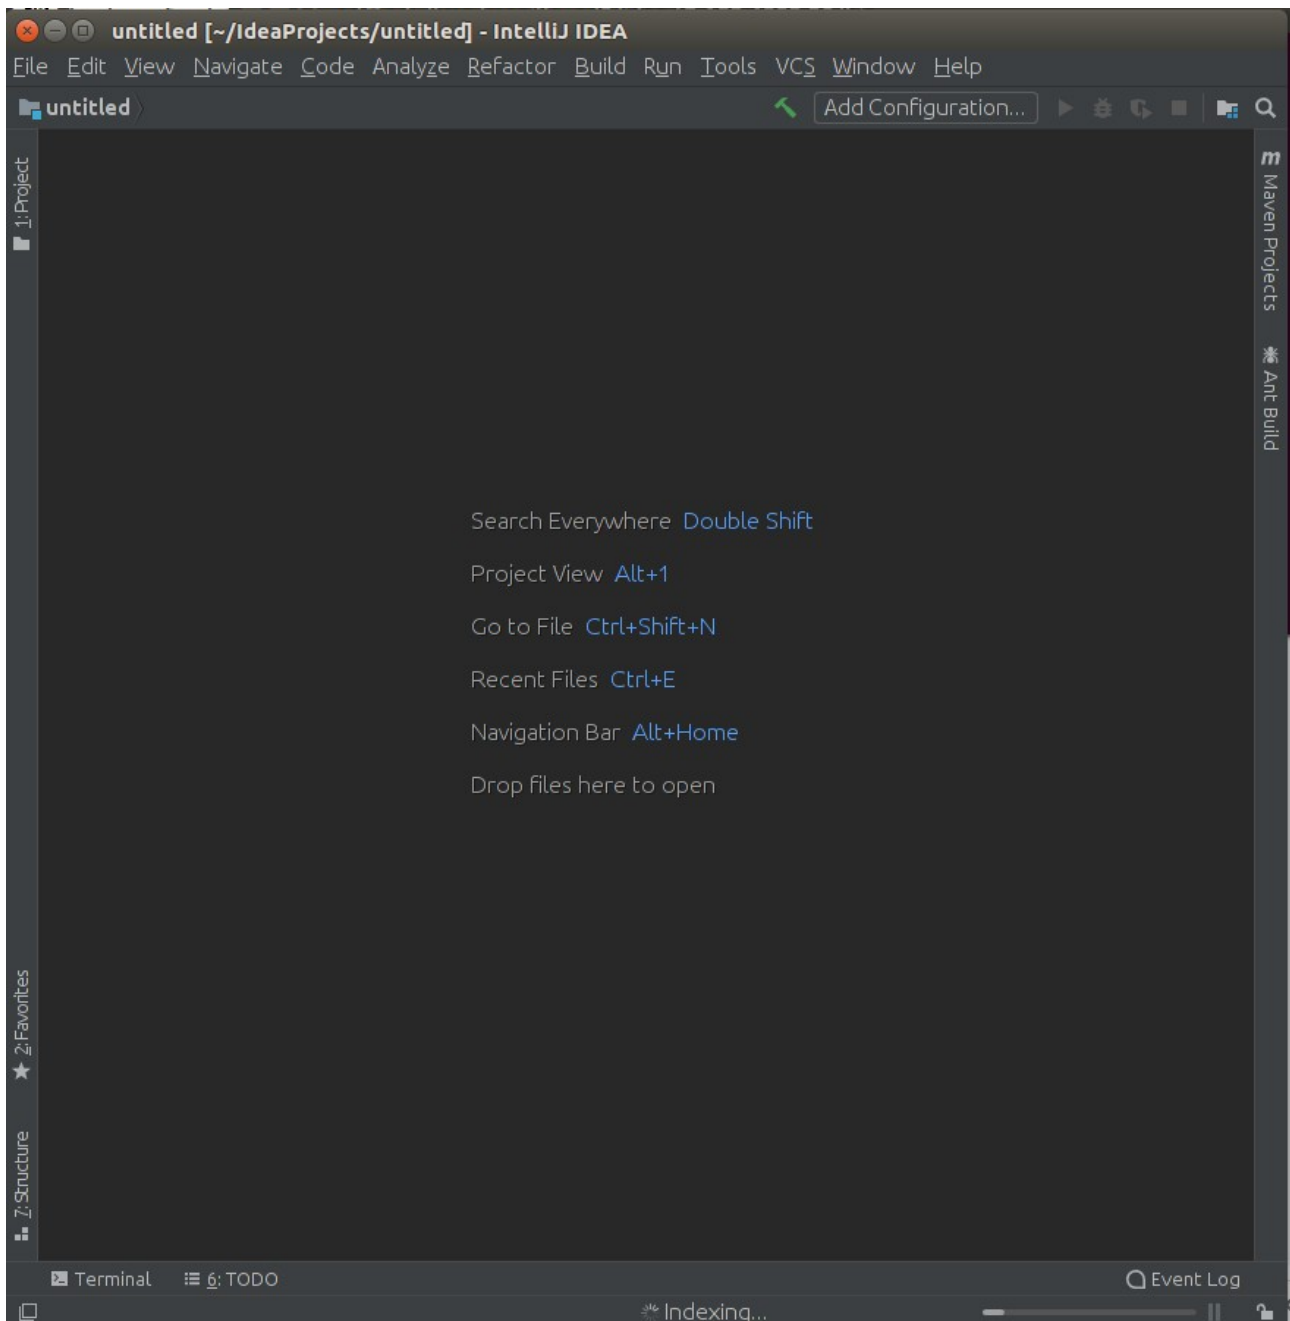 untitled [~/IdeaProjects/untitled] - IntelliJ IDEA
File Edit View Navigate Code Analyze Refactor Build Run Tools VCS Window Help
untitled
Add Configuration...
1: Project
m Maven Projects
Ant Build
Search Everywhere Double Shift
Project View Alt+1
Go to File Ctrl+Shift+N
Recent Files Ctrl+E
Navigation Bar Alt+Home
Drop files here to open
2: Favorites
7: Structure
Terminal
6: TODO
Event Log
Indexing...